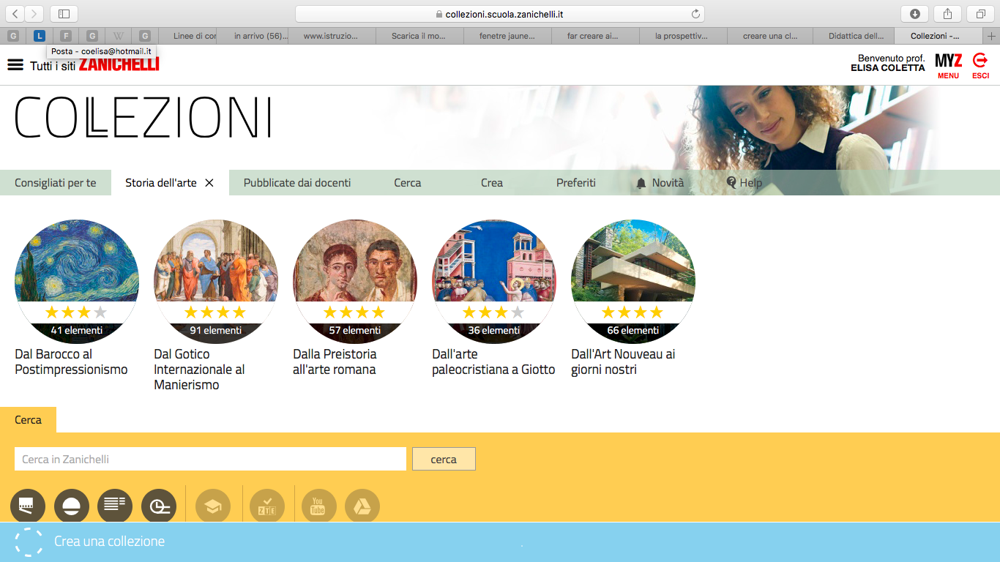 collezioni.scuola.zanichelli.it
G
L
F
G
W
G
Linee di cor
in arrivo (56)...
www.istruzio...
Scarica il mo...
fenetre jaune...
far creare ai...
la prospettiv...
creare una cl...
Didattica dell...
Collezioni -...
Posta - coelisa@hotmail.it
Tutti i siti ZANICHELLI
Benvenuto prof.
ELISA COLETTA
MYZ
MENU
ESCI
COLLEZIONI
Consigliati per te
Storia dell'arte
Pubblicate dai docenti
Cerca
Crea
Preferiti
Novità
Help
41 elementi
91 elementi
57 elementi
36 elementi
66 elementi
Dal Barocco al
Postimpressionismo
Dal Gotico
Internazionale al
Manierismo
Dalla Preistoria
all'arte romana
Dall'arte
paleocristiana a Giotto
Dall'Art Nouveau ai
giorni nostri
Cerca
Cerca in Zanichelli
cerca
ZTE
You
Tube
Crea una collezione